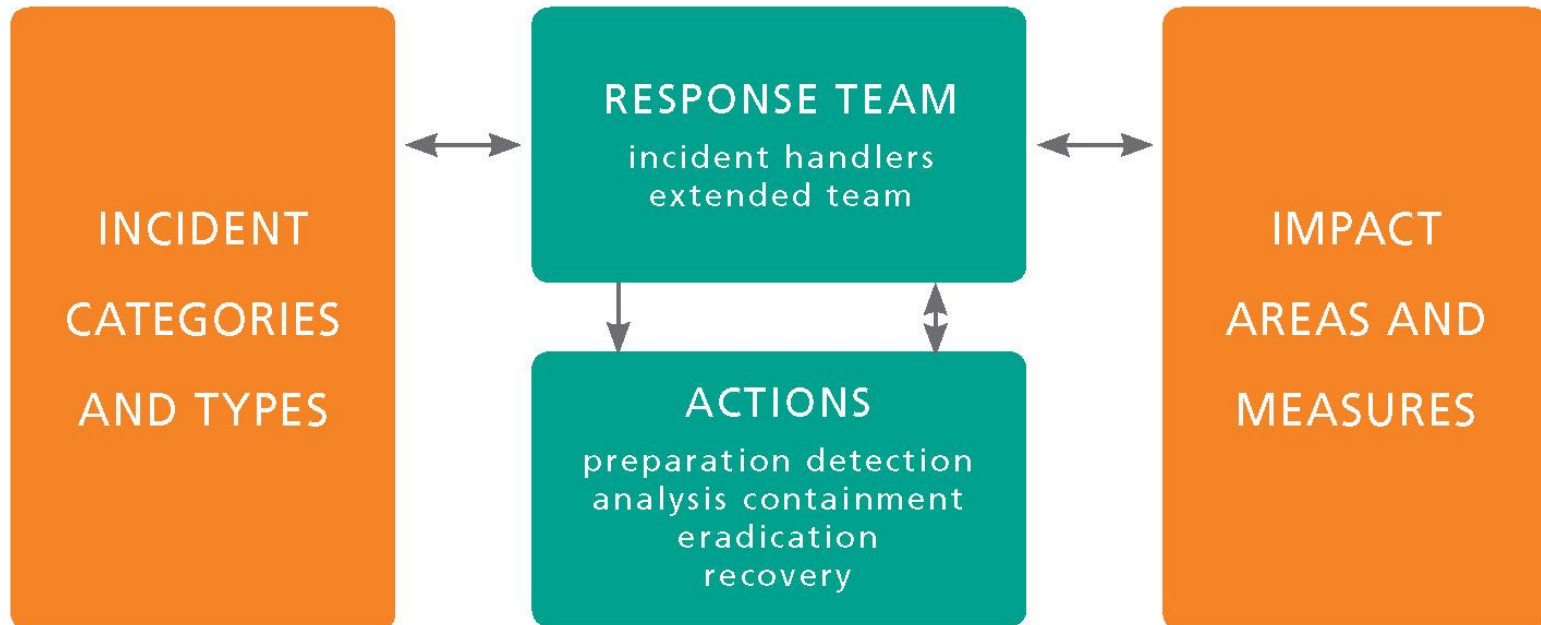 INCIDENT
CATEGORIES
AND TYPES
RESPONSE TEAM
incident handlers
extended team
ACTIONS
preparation detection
analysis containment
eradication
recovery
IMPACT
AREAS AND
MEASURES